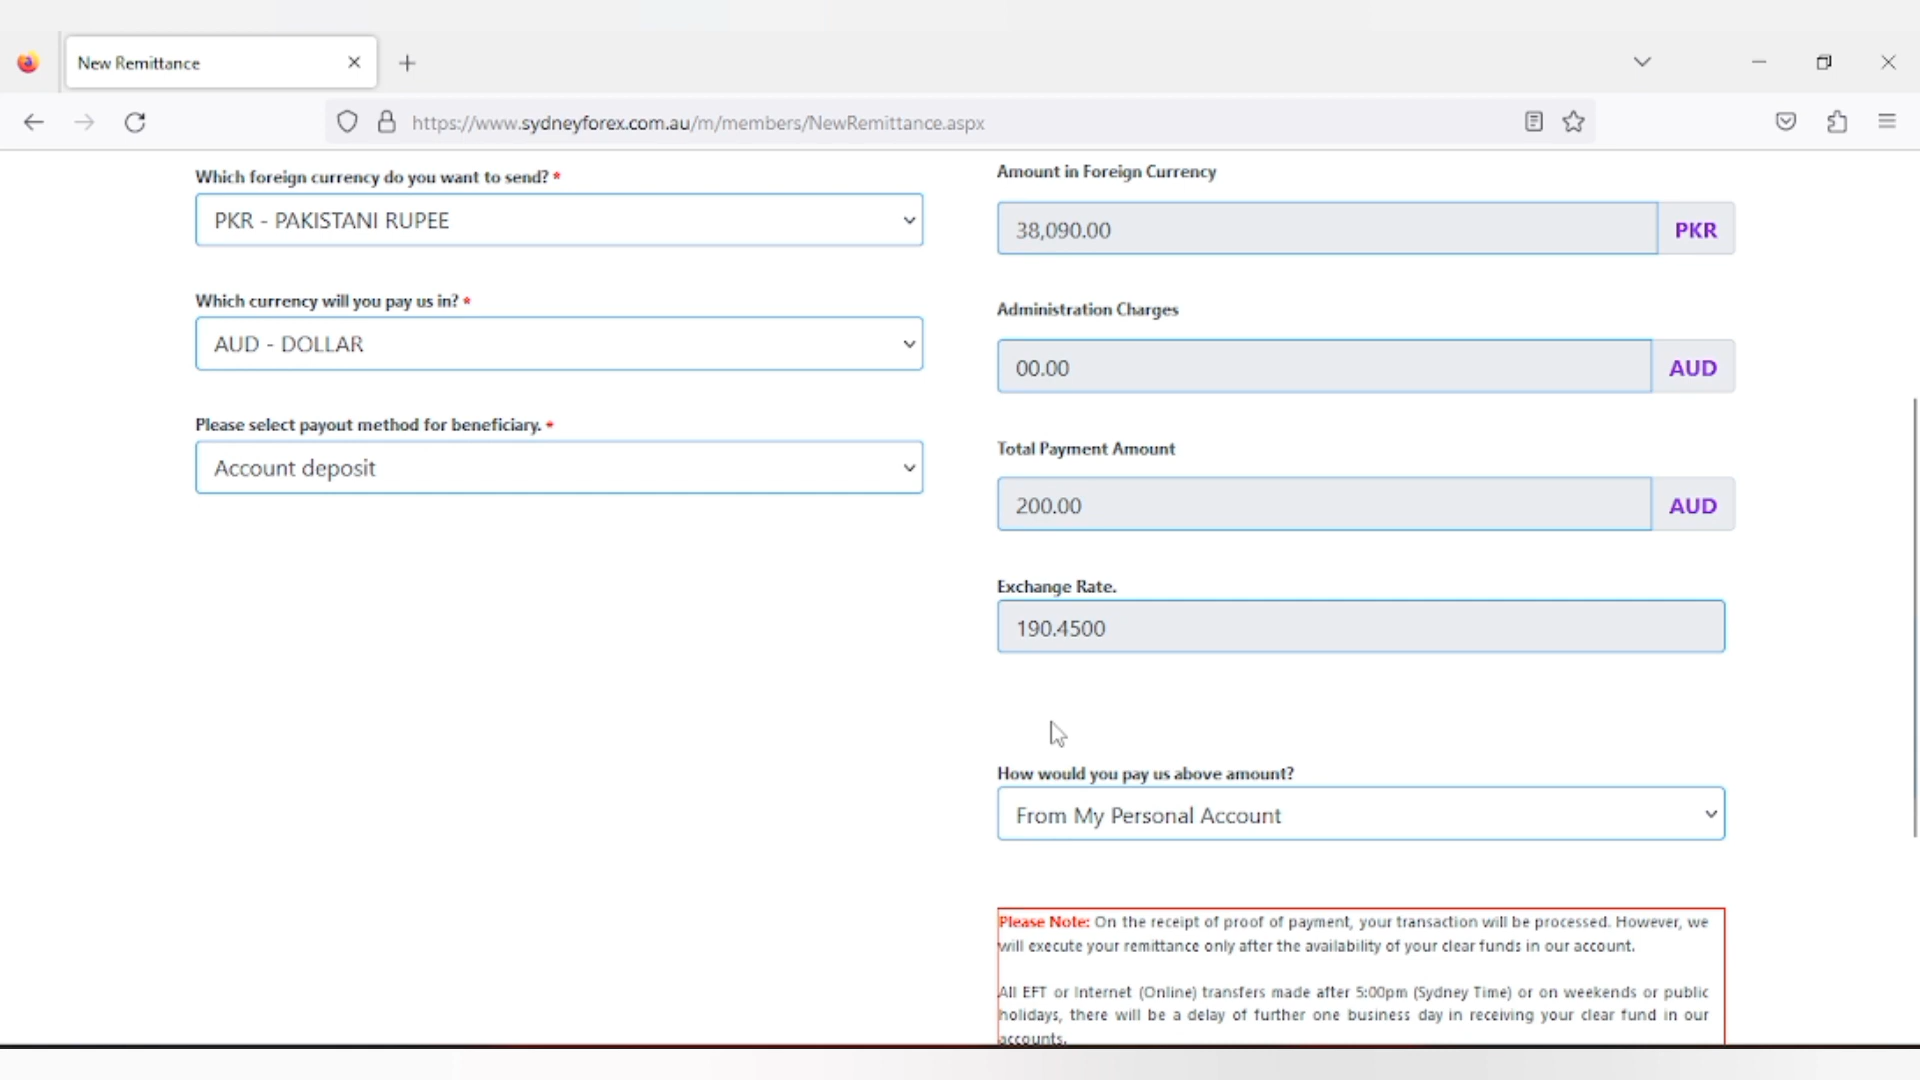 New Remittance
https://www.sydneyforex.com.au/m/members/NewRemittance.aspx
Which foreign currency do you want to send? *
PKR - PAKISTANI RUPEE
Which currency will you pay us in? *
AUD - DOLLAR
Please select payout method for beneficiary. *
Account deposit
Amount in Foreign Currency
38,090.00 PKR
Administration Charges
00.00 AUD
Total Payment Amount
200.00 AUD
Exchange Rate.
190.4500
How would you pay us above amount?
From My Personal Account
Please Note: On the receipt of proof of payment, your transaction will be processed. However, we
will execute your remittance only after the availability of your clear funds in our account.
All EFT or Internet (Online) transfers made after 5:00pm (Sydney Time) or on weekends or public
holidays, there will be a delay of further one business day in receiving your clear fund in our
accounts.